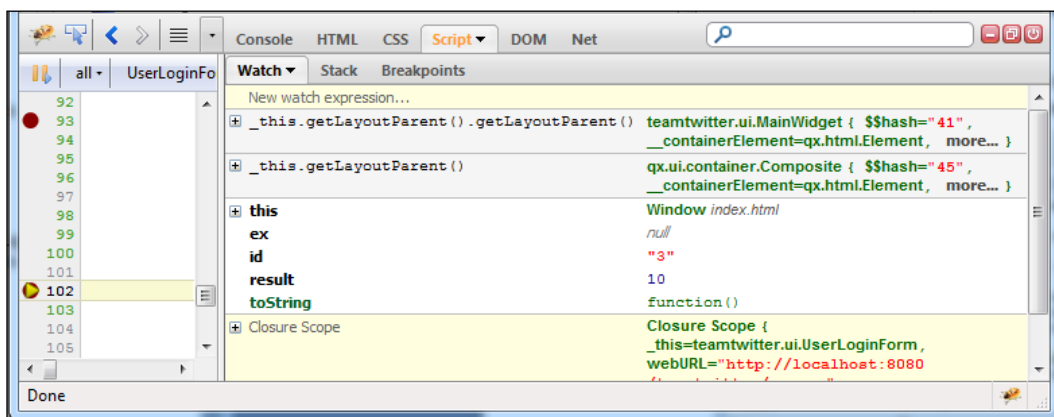 Console HTML CSS Script DOM Net
all UserLoginFo Watch Stack Breakpoints
New watch expression...
92
93
94
95
96
97
98
99
100
101
102
103
104
105
_this.getLayoutParent().getLayoutParent() teamtwitter.ui.MainWidget { $$hash="41",
__containerElement=qx.html.Element, more... }
_this.getLayoutParent() qx.ui.container.Composite { $$hash="45",
__containerElement=qx.html.Element, more... }
this Window index.html
ex null
id "3"
result 10
toString function()
Closure Scope Closure Scope {
_this=teamtwitter.ui.UserLoginForm,
webURL="http://localhost:8080
Done